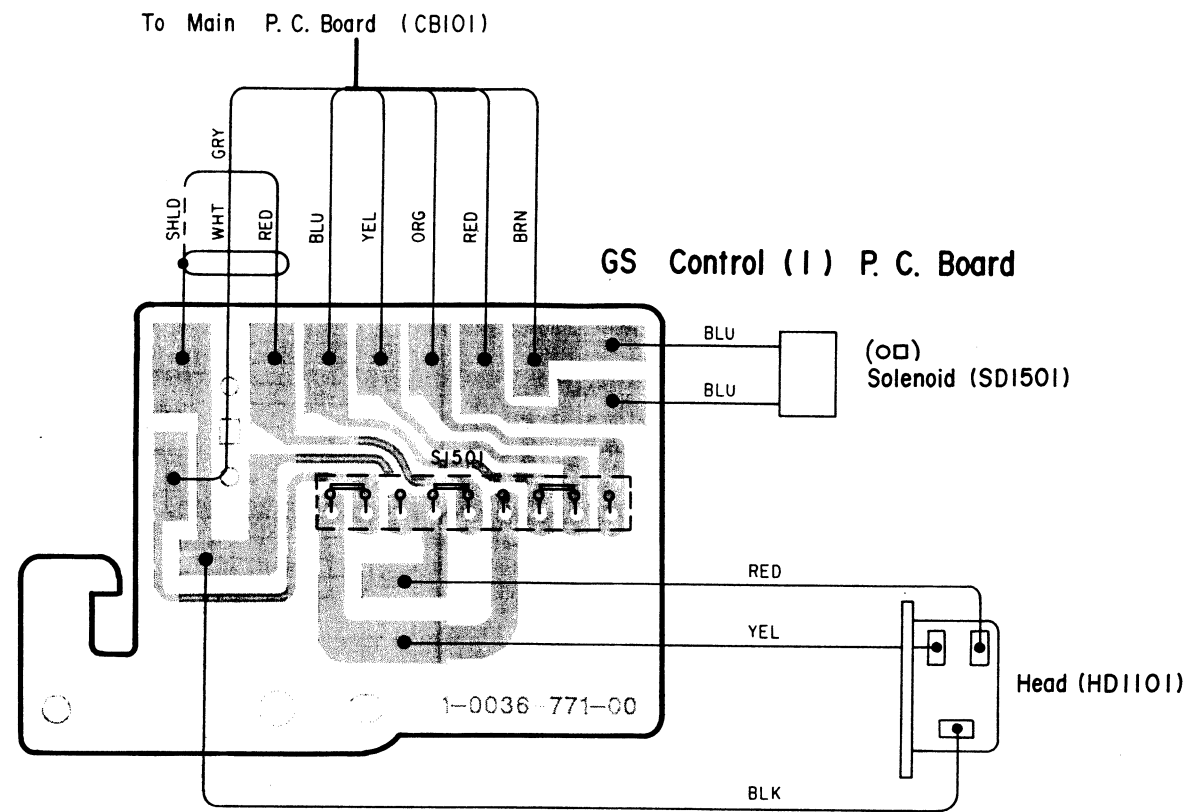 To Main P. C. Board (CB101)
GRY
SHLD
WHT
RED
BLU
YEL
ORG
RED
BRN
GS Control (1) P. C. Board
BLU
BLU
(○□)
Solenoid (SD1501)
S1501
RED
YEL
Head (HD1101)
1-0036 771-00
BLK